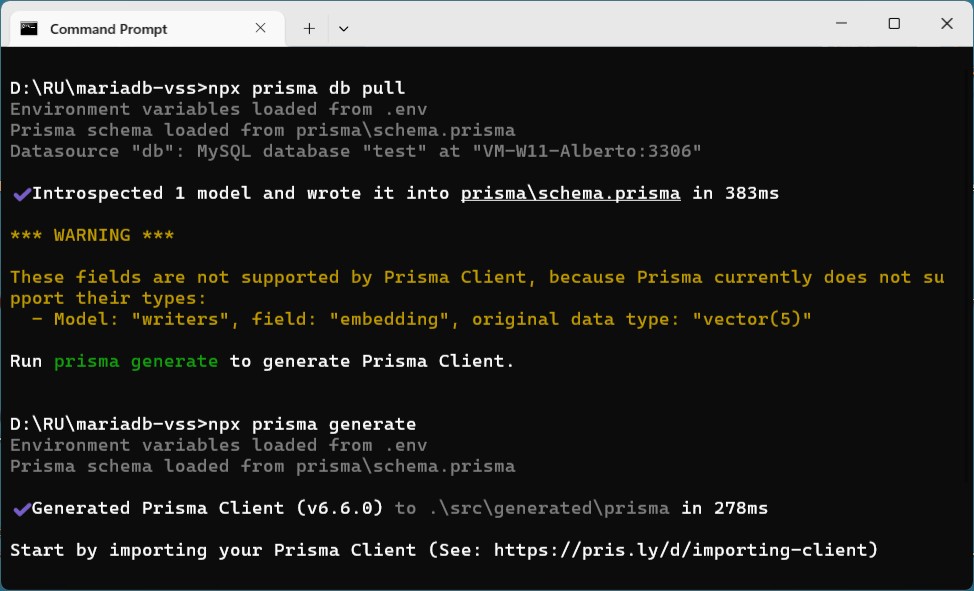 Command Prompt
D:\RU\mariadb-vss>npx prisma db pull
Environment variables loaded from .env
Prisma schema loaded from prisma\schema.prisma
Datasource "db": MySQL database "test" at "VM-W11-Alberto:3306"
✔Introspected 1 model and wrote it into prisma\schema.prisma in 383ms
*** WARNING ***
These fields are not supported by Prisma Client, because Prisma currently does not su
pport their types:
  - Model: "writers", field: "embedding", original data type: "vector(5)"
Run prisma generate to generate Prisma Client.
D:\RU\mariadb-vss>npx prisma generate
Environment variables loaded from .env
Prisma schema loaded from prisma\schema.prisma
✔Generated Prisma Client (v6.6.0) to .\src\generated\prisma in 278ms
Start by importing your Prisma Client (See: https://pris.ly/d/importing-client)